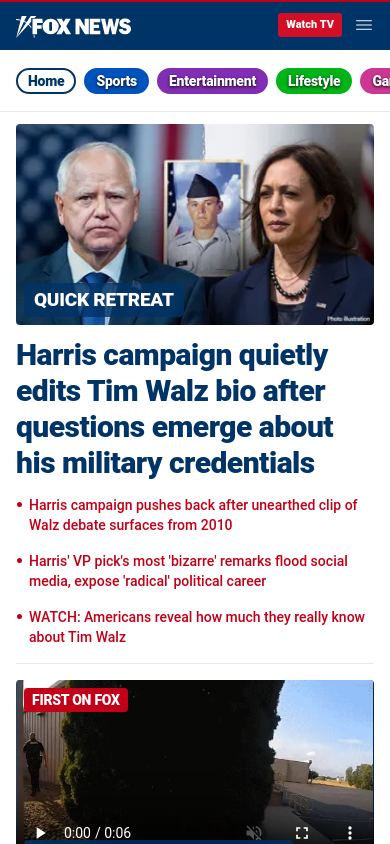 FOX NEWS
Watch TV
Home
Sports
Entertainment
Lifestyle
Ga
QUICK RETREAT
Photo illustration
Harris campaign quietly
edits Tim Walz bio after
questions emerge about
his military credentials
• Harris campaign pushes back after unearthed clip of
Walz debate surfaces from 2010
• Harris' VP pick's most 'bizarre' remarks flood social
media, expose 'radical' political career
• WATCH: Americans reveal how much they really know
about Tim Walz
FIRST ON FOX
0:00 / 0:06